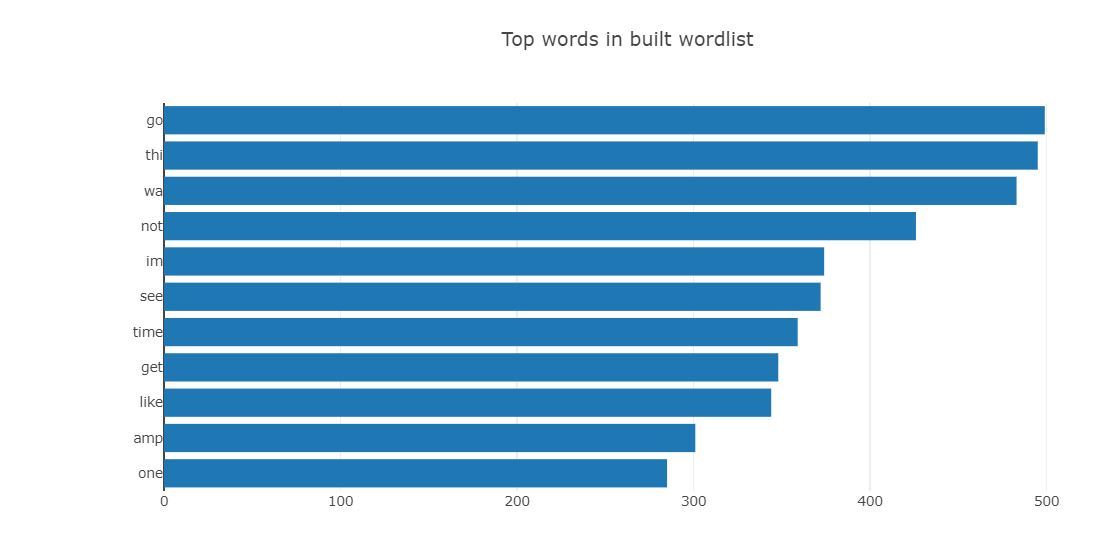 Top words in built wordlist
go
thi
wa
not
im
see
time
get
like
amp
one
0 100 200 300 400 500